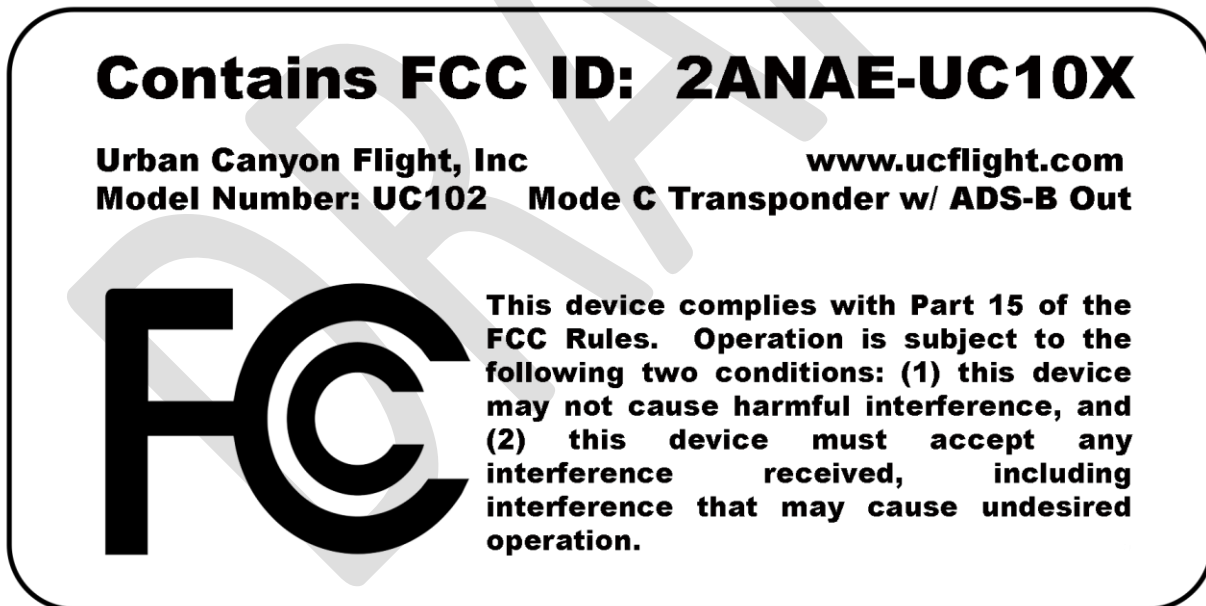 Contains FCC ID: 2ANAE-UC10X
Urban Canyon Flight, Inc www.ucflight.com
Model Number: UC102 Mode C Transponder w/ ADS-B Out
FCC
This device complies with Part 15 of the
FCC Rules. Operation is subject to the
following two conditions: (1) this device
may not cause harmful interference, and
(2) this device must accept any
interference received, including
interference that may cause undesired
operation.
DRA